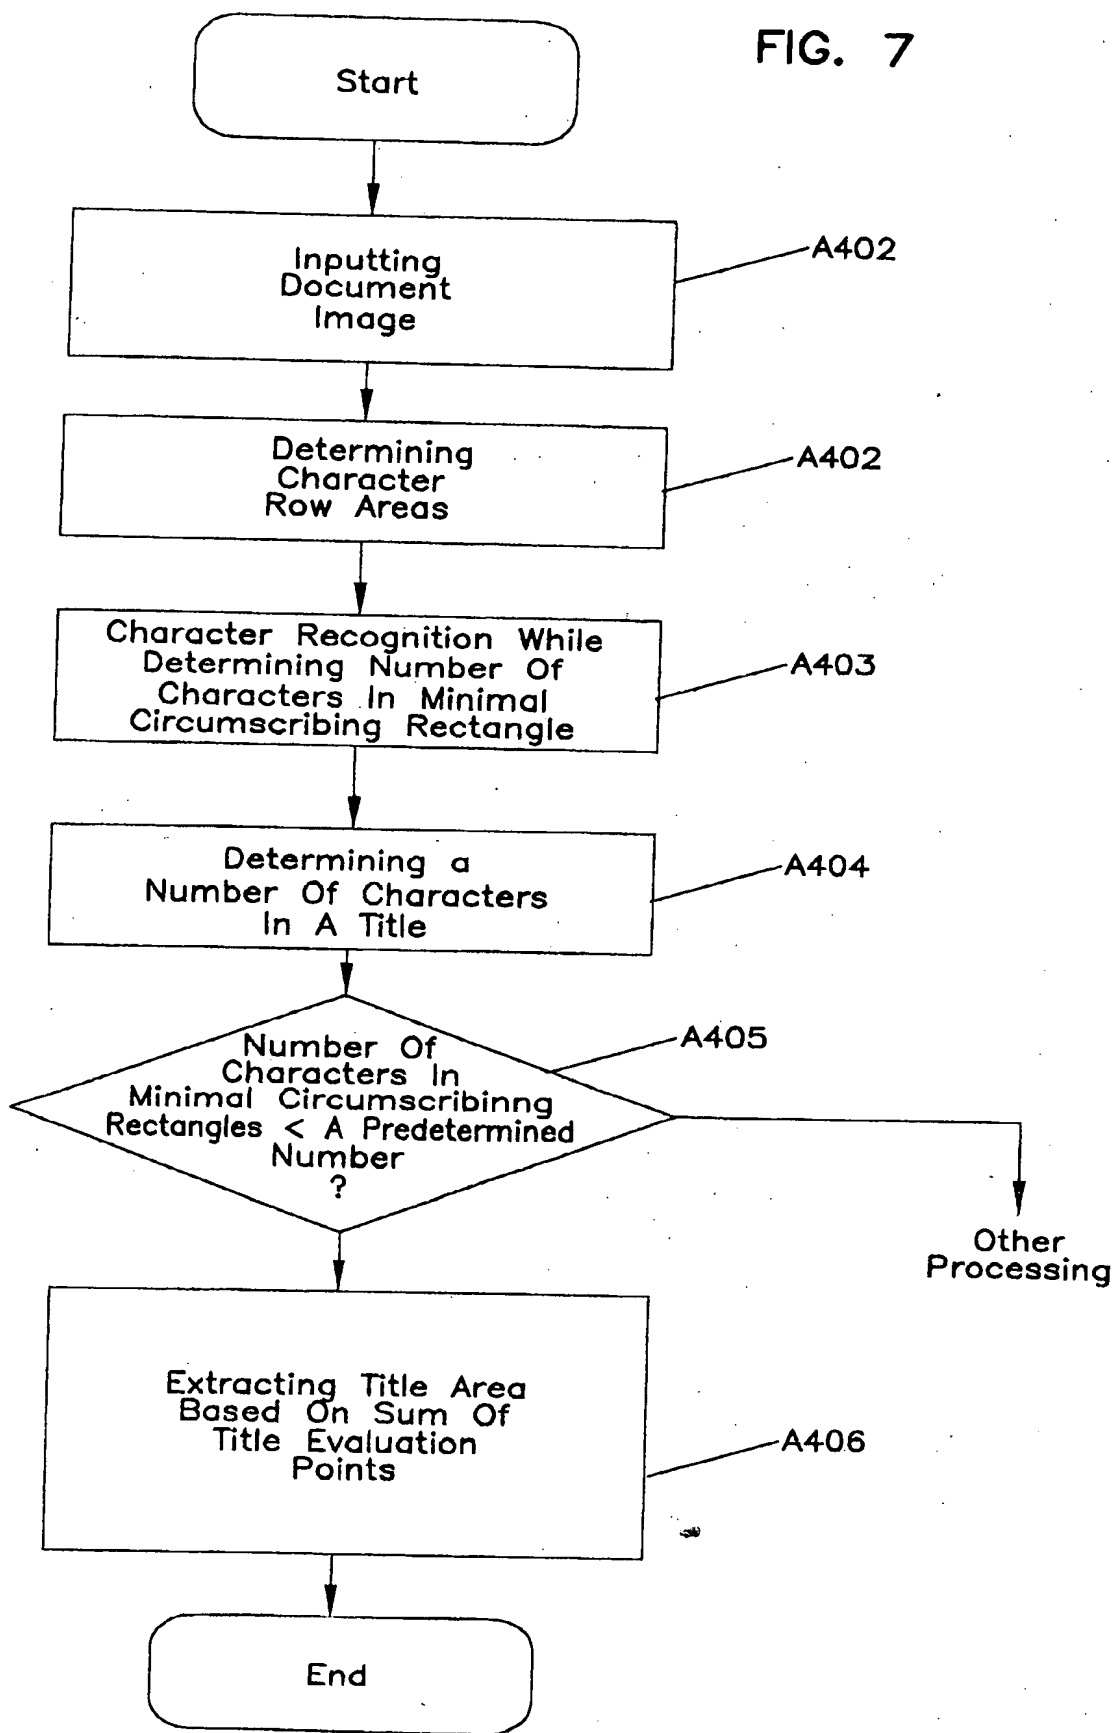 FIG. 7
Start
Inputting
Document
Image
A402
Determining
Character
Row Areas
A402
Character Recognition While
Determining Number Of
Characters In Minimal
Circumscribing Rectangle
A403
Determining a
Number Of Characters
In A Title
A404
Number Of
Characters In
Minimal Circumscribinng
Rectangles < A Predetermined
Number
?
A405
Other
Processing
Extracting Title Area
Based On Sum Of
Title Evaluation
Points
A406
End